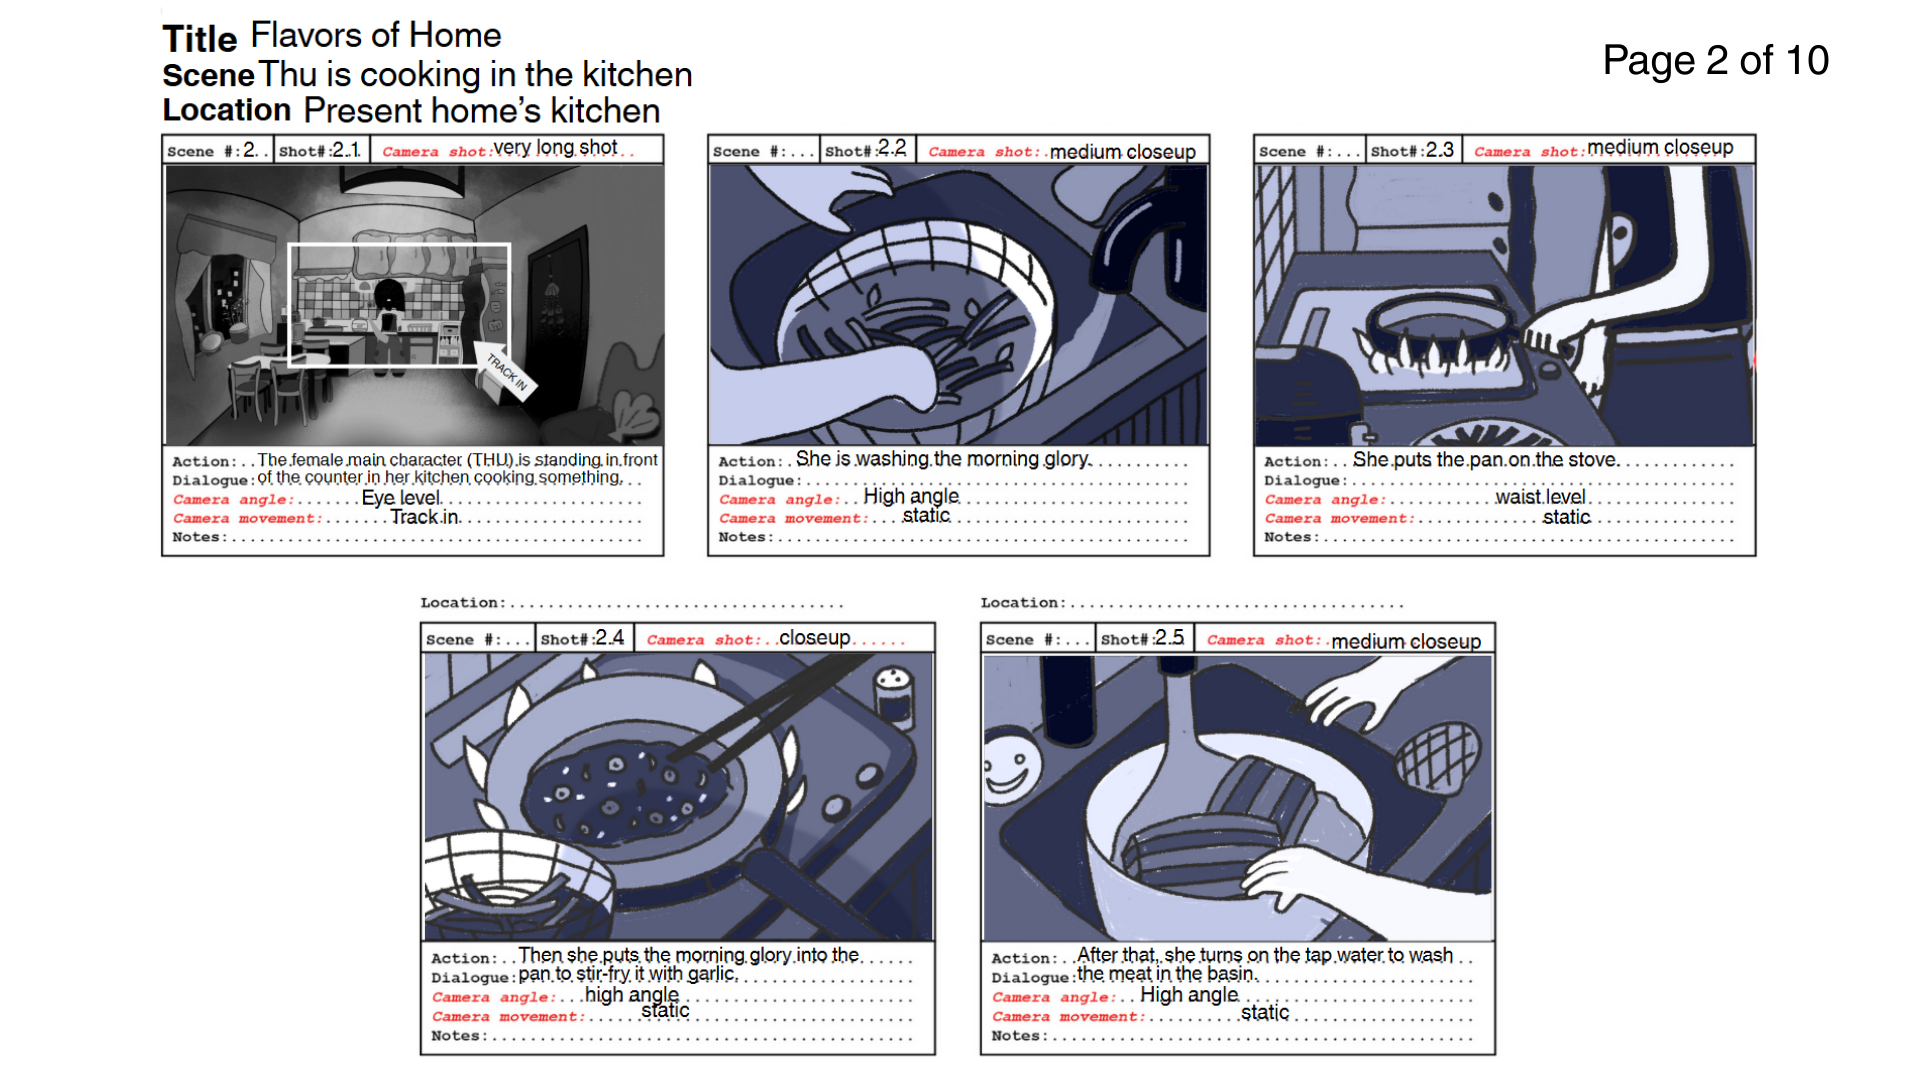 Title Flavors of Home
Page 2 of 10
Scene Thu is cooking in the kitchen
Location Present home's kitchen
Scene #:2. . Shot#:2.1. Camera shot:very long shot
TRACK IN
Action:. . The female main character (THU) is standing in front
Dialogue:of the counter in her kitchen cooking something. . .
Camera angle:.......Eye level.....................
Camera movement:.......Track in...................
Notes:...........................................
Scene #:... Shot#:2.2 Camera shot:.medium closeup
Action:. .She is washing the morning glory...........
Dialogue:........................................
Camera angle:. . High angle........................
Camera movement:....static.........................
Notes:...........................................
Scene #:... Shot#:2.3 Camera shot:medium closeup
Action:. . She puts the pan on the stove.............
Dialogue:........................................
Camera angle:...........waist level................
Camera movement:.............static...............
Notes:...........................................
Location:...................................
Scene #:... Shot#:2.4 Camera shot:. .closeup......
Action:. .Then she puts the morning glory into the......
Dialogue:pan to stir-fry it with garlic...................
Camera angle:...high angle........................
Camera movement:......static.......................
Notes:............................................
Location:...................................
Scene #:... Shot#:2.5 Camera shot:.medium closeup
Action:. .After that, she turns on the tap water to wash . .
Dialogue:the meat in the basin.......................
Camera angle:. . High angle........................
Camera movement:..........static...................
Notes:............................................